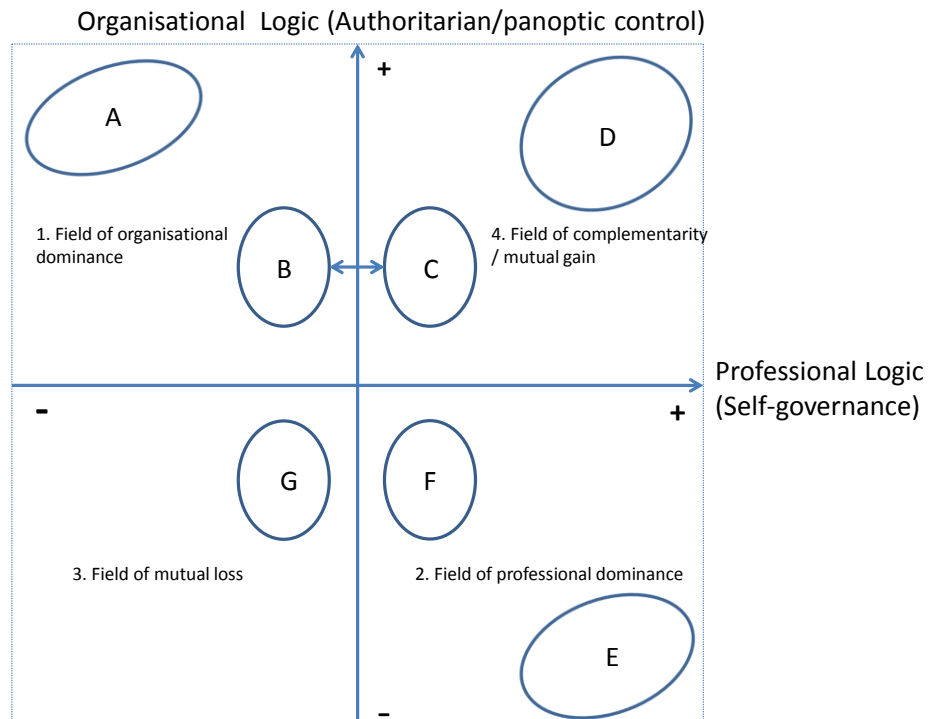 Organisational Logic (Authoritarian/panoptic control)
+
A
D
1. Field of organisational
dominance
4. Field of complementarity
/ mutual gain
B
C
Professional Logic
(Self-governance)
-
+
G
F
3. Field of mutual loss
2. Field of professional dominance
E
-